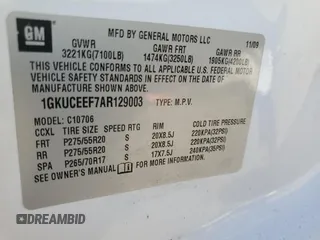 GM
MFD BY GENERAL MOTORS LLC
11/09
GVWR GAWR FRT GAWR RR
3221KG(7100LB) 1474KG(3250LB) 1905KG(4200LB)
THIS VEHICLE CONFORMS TO ALL APPLICABLE U.S. FEDERAL MOTOR
VEHICLE SAFETY STANDARDS IN EFFECT ON THE DATE OF
MANUFACTURE SHOWN ABOVE.
1GKUCEEF7AR129003 TYPE: M.P.V.
MODEL: C10706
CCXL TIRE SIZE SPEED RTG RIM COLD TIRE PRESSURE
FRT P275/55R20 S 20X8.5J 220KPA(32PSI)
RR P275/55R20 S 20X8.5J 220KPA(32PSI)
SPA P265/70R17 S 17X7.5J 240KPA(35PSI)
SEE OWNER'S MANUAL FOR ADDITIONAL INFORMATION.
DREAMBID
STAT.VIN